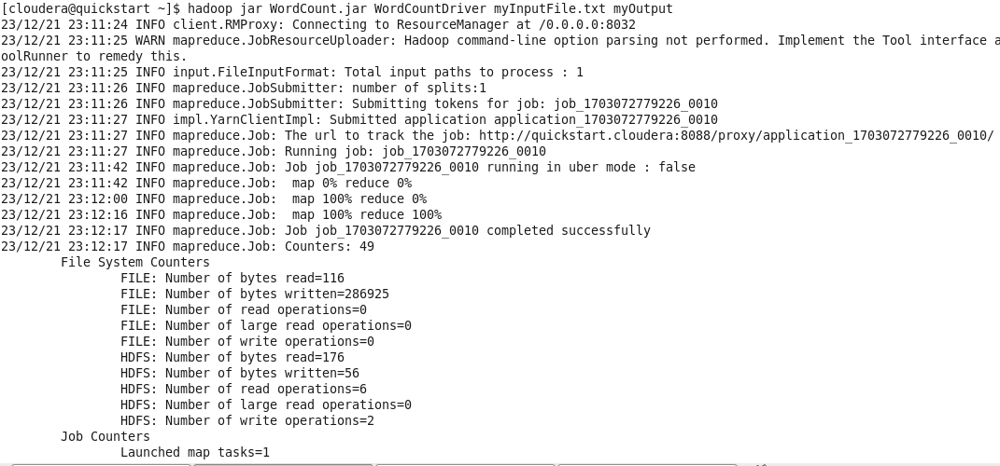 [cloudera@quickstart ~]$ hadoop jar WordCount.jar WordCountDriver myInputFile.txt myOutput
23/12/21 23:11:24 INFO client.RMProxy: Connecting to ResourceManager at /0.0.0.0:8032
23/12/21 23:11:25 WARN mapreduce.JobResourceUploader: Hadoop command-line option parsing not performed. Implement the Tool interface a
oolRunner to remedy this.
23/12/21 23:11:25 INFO input.FileInputFormat: Total input paths to process : 1
23/12/21 23:11:26 INFO mapreduce.JobSubmitter: number of splits:1
23/12/21 23:11:26 INFO mapreduce.JobSubmitter: Submitting tokens for job: job_1703072779226_0010
23/12/21 23:11:27 INFO impl.YarnClientImpl: Submitted application application_1703072779226_0010
23/12/21 23:11:27 INFO mapreduce.Job: The url to track the job: http://quickstart.cloudera:8088/proxy/application_1703072779226_0010/
23/12/21 23:11:27 INFO mapreduce.Job: Running job: job_1703072779226_0010
23/12/21 23:11:42 INFO mapreduce.Job: Job job_1703072779226_0010 running in uber mode : false
23/12/21 23:11:42 INFO mapreduce.Job:  map 0% reduce 0%
23/12/21 23:12:00 INFO mapreduce.Job:  map 100% reduce 0%
23/12/21 23:12:16 INFO mapreduce.Job:  map 100% reduce 100%
23/12/21 23:12:17 INFO mapreduce.Job: Job job_1703072779226_0010 completed successfully
23/12/21 23:12:17 INFO mapreduce.Job: Counters: 49
File System Counters
FILE: Number of bytes read=116
FILE: Number of bytes written=286925
FILE: Number of read operations=0
FILE: Number of large read operations=0
FILE: Number of write operations=0
HDFS: Number of bytes read=176
HDFS: Number of bytes written=56
HDFS: Number of read operations=6
HDFS: Number of large read operations=0
HDFS: Number of write operations=2
Job Counters
Launched map tasks=1